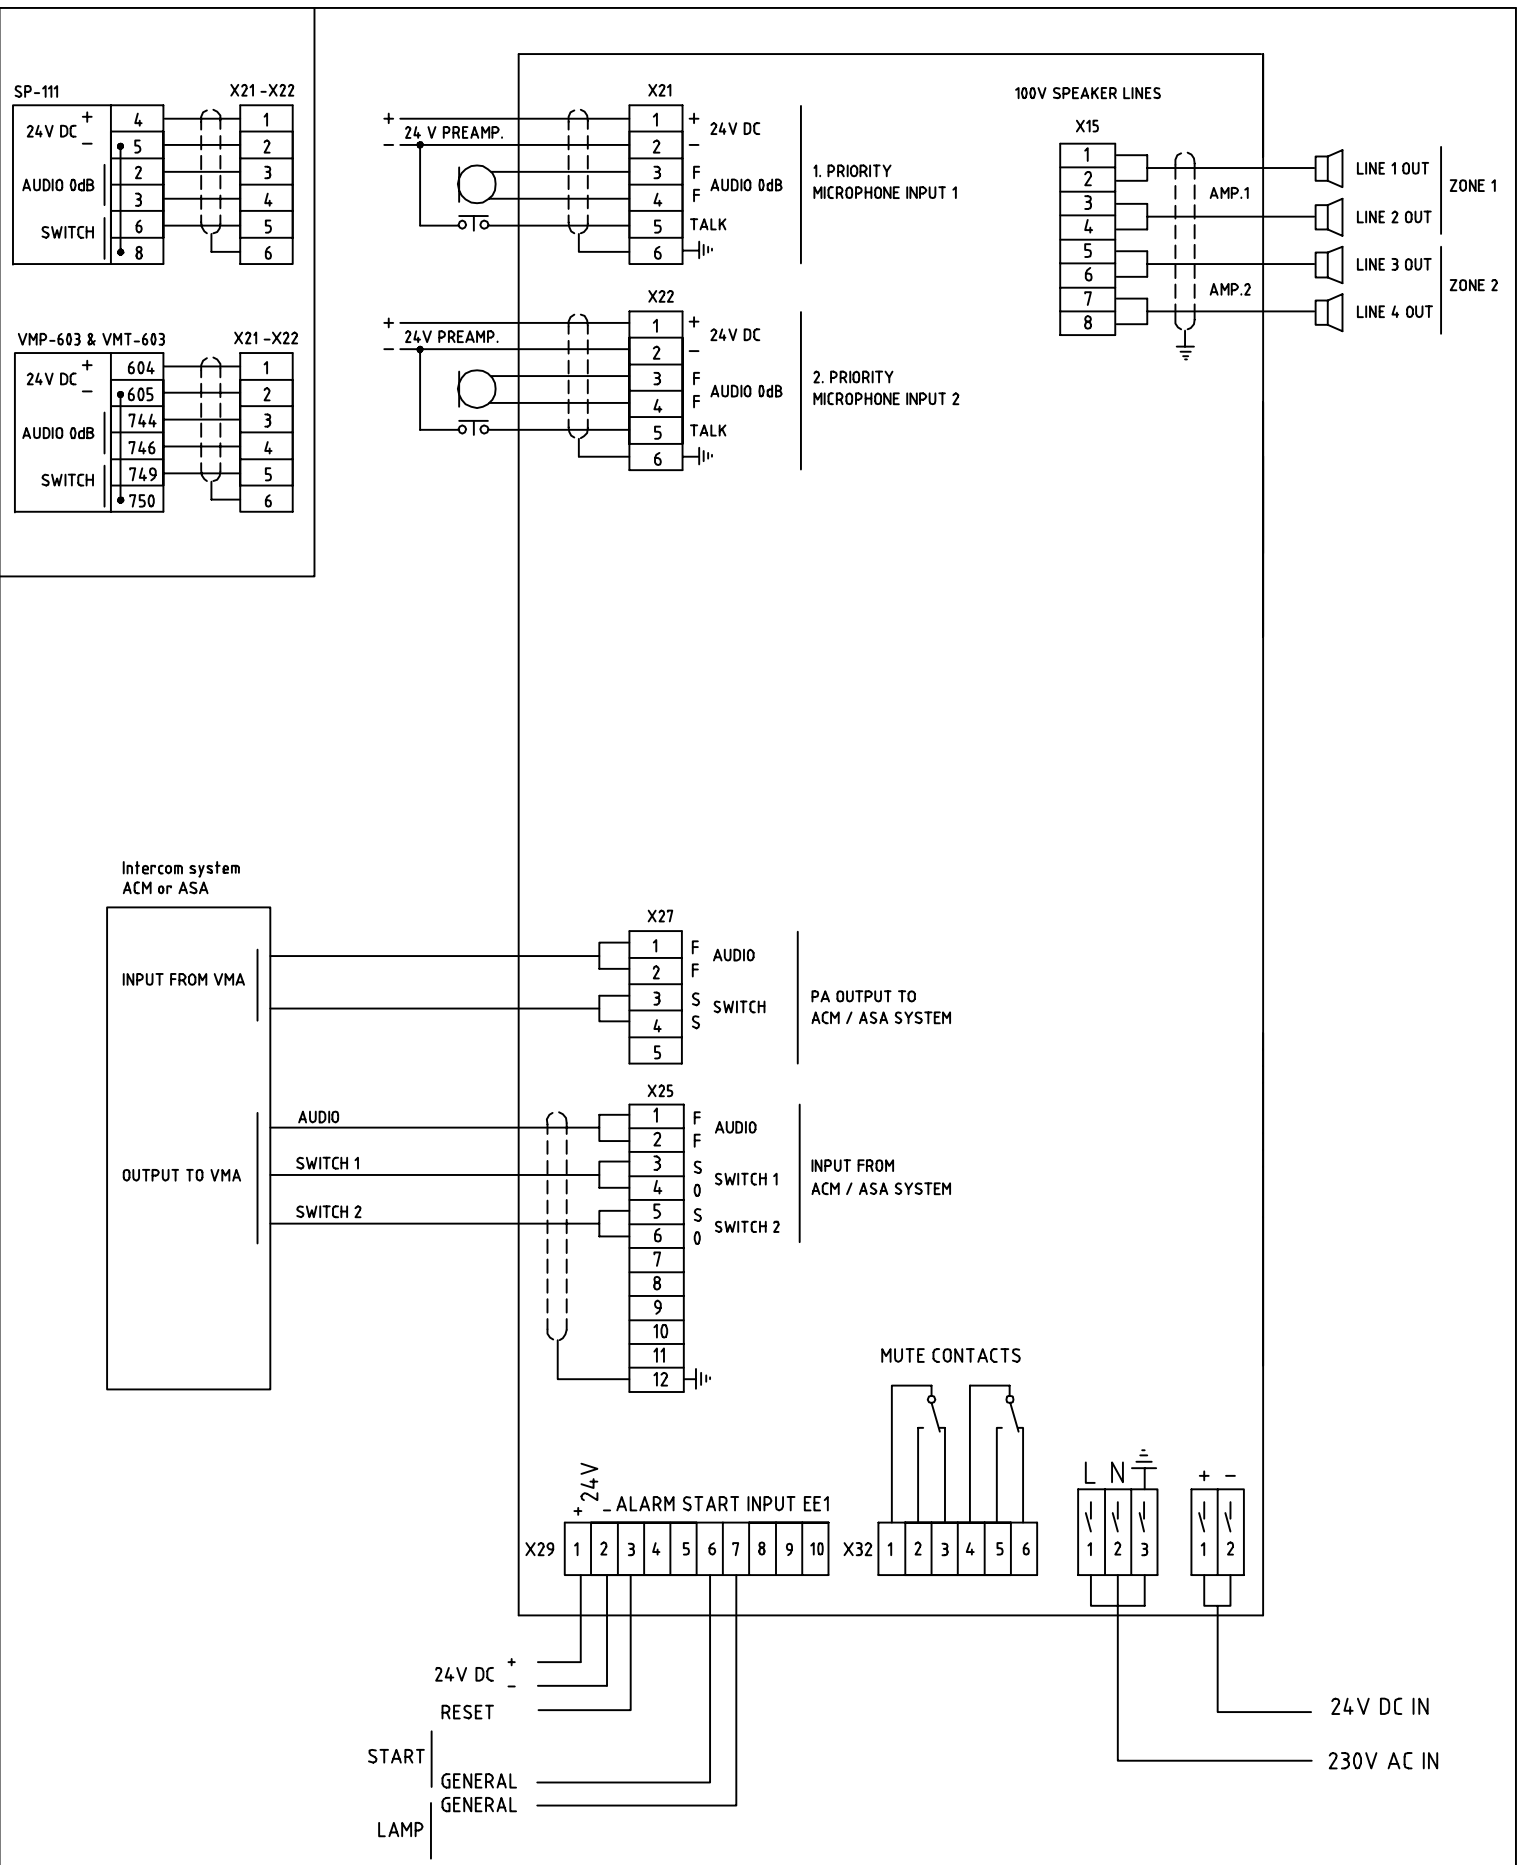 SP-111 X21 -X22
24V DC + −
4 1
5 2
AUDIO 0dB
2 3
3 4
SWITCH
6 5
8 6
VMP-603 & VMT-603 X21 -X22
24V DC + −
604 1
605 2
AUDIO 0dB
744 3
746 4
SWITCH
749 5
750 6
X21
+ 24 V PREAMP. −
1 + 24V DC
2 −
3 F AUDIO 0dB
4 F
5 TALK
6
1. PRIORITY
MICROPHONE INPUT 1
X22
+ 24V PREAMP. −
1 + 24V DC
2 −
3 F AUDIO 0dB
4 F
5 TALK
6
2. PRIORITY
MICROPHONE INPUT 2
100V SPEAKER LINES
X15
1
2
3
4
5
6
7
8
AMP.1
AMP.2
LINE 1 OUT
LINE 2 OUT
ZONE 1
LINE 3 OUT
LINE 4 OUT
ZONE 2
Intercom system
ACM or ASA
INPUT FROM VMA
OUTPUT TO VMA
AUDIO
SWITCH 1
SWITCH 2
X27
1 F AUDIO
2 F
3 S SWITCH
4 S
5
PA OUTPUT TO
ACM / ASA SYSTEM
X25
1 F AUDIO
2 F
3 S SWITCH 1
4 0
5 S SWITCH 2
6 0
7
8
9
10
11
12
INPUT FROM
ACM / ASA SYSTEM
MUTE CONTACTS
+ 24V − ALARM START INPUT EE1
X29 1 2 3 4 5 6 7 8 9 10
X32 1 2 3 4 5 6
L N
1 2 3
+ −
1 2
24V DC + −
RESET
START
GENERAL
GENERAL
LAMP
24V DC IN
230V AC IN